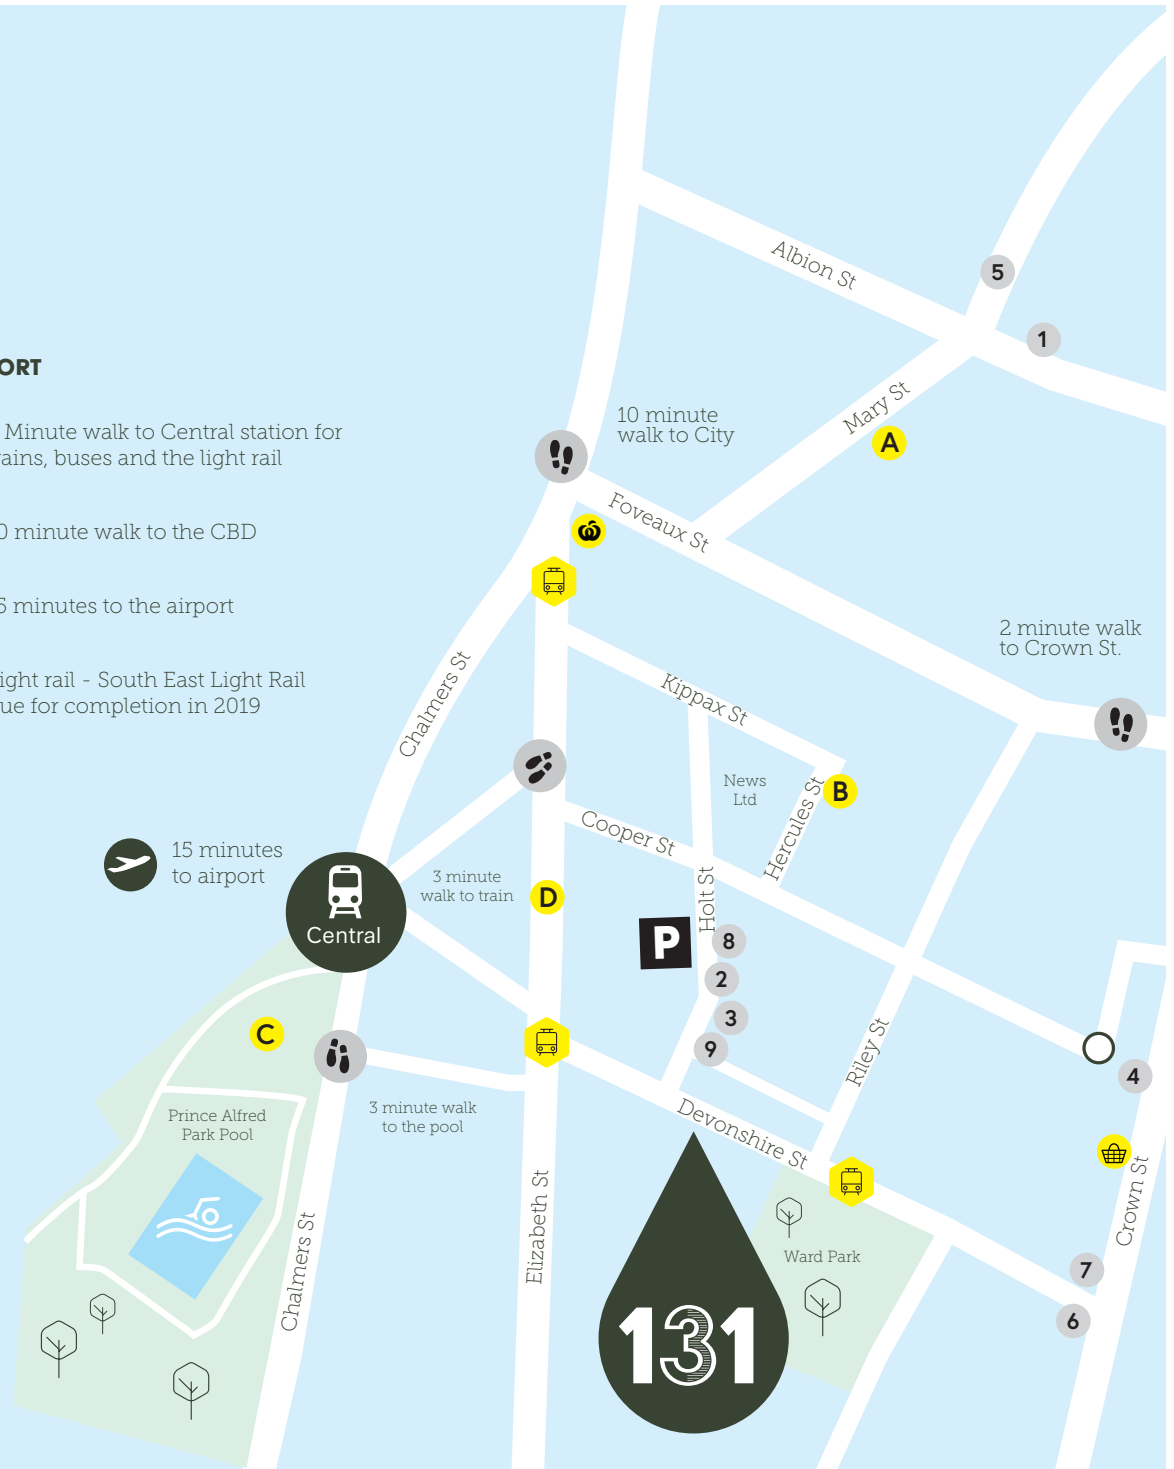 ORT
Minute walk to Central station for
ains, buses and the light rail
0 minute walk to the CBD
5 minutes to the airport
ight rail - South East Light Rail
ue for completion in 2019
Albion St
5
1
Mary St
A
10 minute
walk to City
Foveaux St
2 minute walk
to Crown St.
Chalmers St
Kippax St
News
Ltd
Hercules St
B
Cooper St
15 minutes
to airport
Central
3 minute
walk to train
D
Holt St
P
8
2
3
9
C
Riley St
4
Prince Alfred
Park Pool
3 minute walk
to the pool
Devonshire St
Crown St
Chalmers St
Elizabeth St
Ward Park
7
6
131